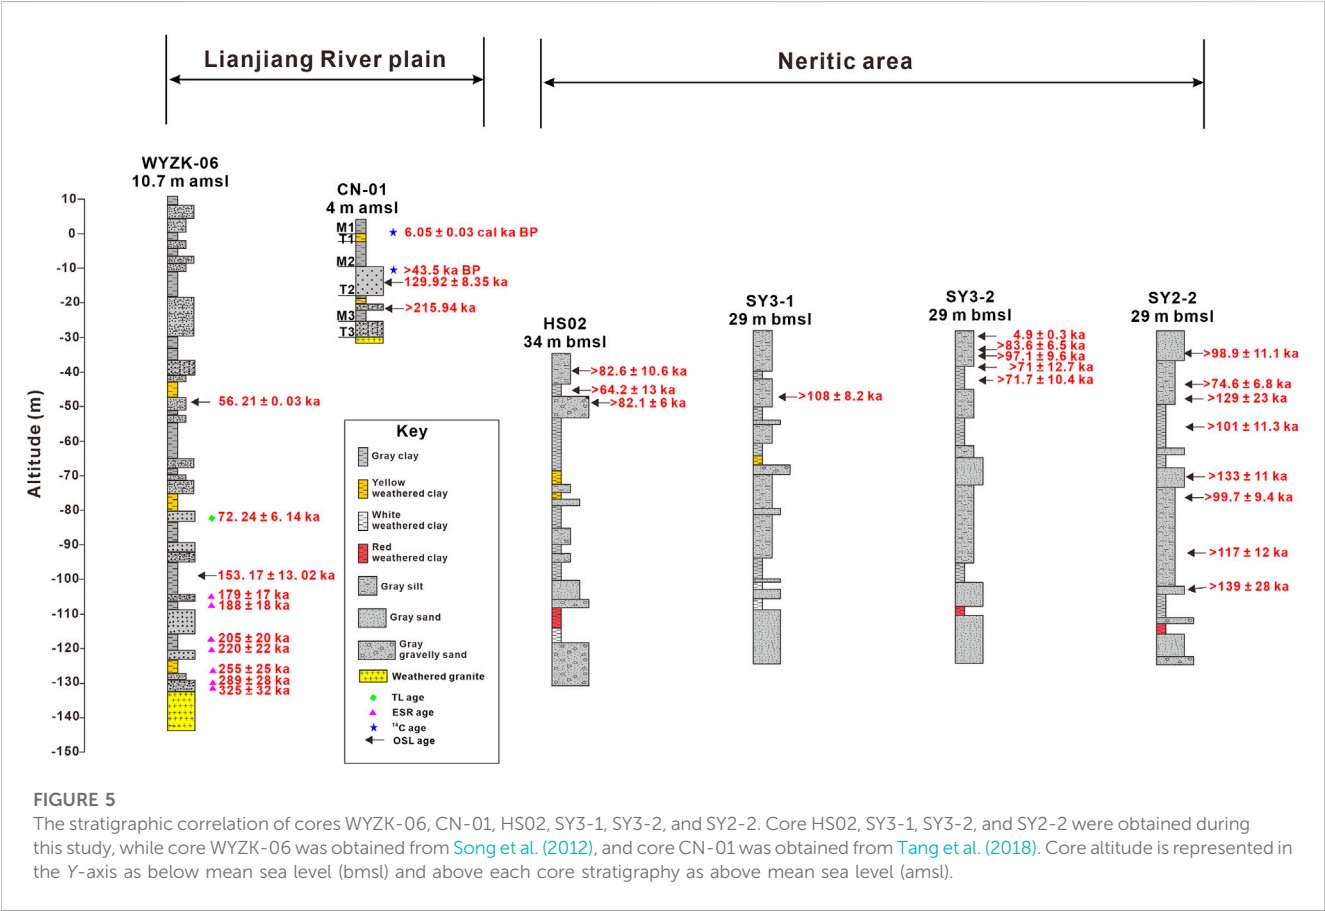 Lianjiang River plain
Neritic area
WYZK-06
10.7 m amsl
CN-01
4 m amsl
HS02
34 m bmsl
SY3-1
29 m bmsl
SY3-2
29 m bmsl
SY2-2
29 m bmsl
Altitude (m)
10
0
-10
-20
-30
-40
-50
-60
-70
-80
-90
-100
-110
-120
-130
-140
-150
56. 21 ± 0. 03 ka
72. 24 ± 6. 14 ka
153. 17 ± 13. 02 ka
179 ± 17 ka
188 ± 18 ka
205 ± 20 ka
220 ± 22 ka
255 ± 25 ka
289 ± 28 ka
325 ± 32 ka
M1
T1
M2
T2
M3
T3
6.05 ± 0.03 cal ka BP
>43.5 ka BP
129.92 ± 8.35 ka
>215.94 ka
>82.6 ± 10.6 ka
>64.2 ± 13 ka
>82.1 ± 6 ka
>108 ± 8.2 ka
4.9 ± 0.3 ka
>83.6 ± 6.5 ka
>97.1 ± 9.6 ka
>71 ± 12.7 ka
>71.7 ± 10.4 ka
>98.9 ± 11.1 ka
>74.6 ± 6.8 ka
>129 ± 23 ka
>101 ± 11.3 ka
>133 ± 11 ka
>99.7 ± 9.4 ka
>117 ± 12 ka
>139 ± 28 ka
Key
Gray clay
Yellow
weathered clay
White
weathered clay
Red
weathered clay
Gray silt
Gray sand
Gray
gravelly sand
Weathered granite
TL age
ESR age
¹⁴C age
OSL age
FIGURE 5
The stratigraphic correlation of cores WYZK-06, CN-01, HS02, SY3-1, SY3-2, and SY2-2. Core HS02, SY3-1, SY3-2, and SY2-2 were obtained during
this study, while core WYZK-06 was obtained from Song et al. (2012), and core CN-01 was obtained from Tang et al. (2018). Core altitude is represented in
the Y-axis as below mean sea level (bmsl) and above each core stratigraphy as above mean sea level (amsl).